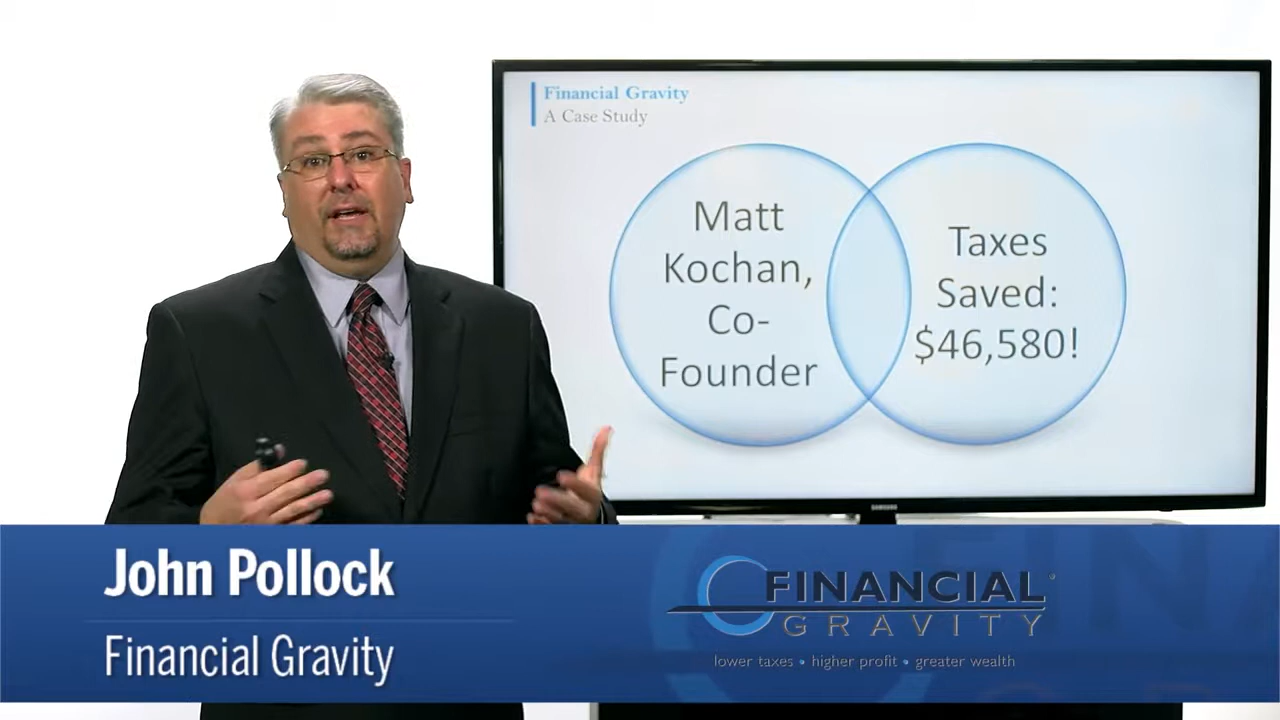 Financial Gravity
A Case Study
Matt
Kochan,
Co-
Founder
Taxes
Saved:
$46,580!
SAMSUNG
John Pollock
Financial Gravity
FINANCIAL
GRAVITY
lower taxes • higher profit • greater wealth